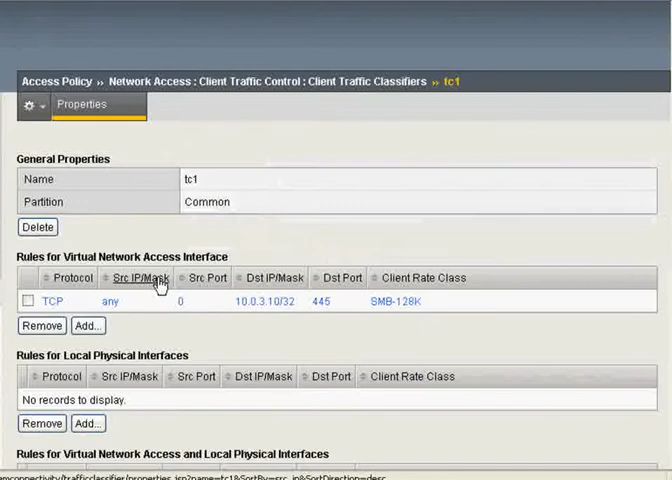 Access Policy » Network Access : Client Traffic Control : Client Traffic Classifiers » tc1
Properties
General Properties
Name tc1
Partition Common
Delete
Rules for Virtual Network Access Interface
Protocol Src IP/Mask Src Port Dst IP/Mask Dst Port Client Rate Class
TCP any 0 10.0.3.10/32 445 SMB-128K
Remove Add...
Rules for Local Physical Interfaces
Protocol Src IP/Mask Src Port Dst IP/Mask Dst Port Client Rate Class
No records to display.
Remove Add...
Rules for Virtual Network Access and Local Physical Interfaces